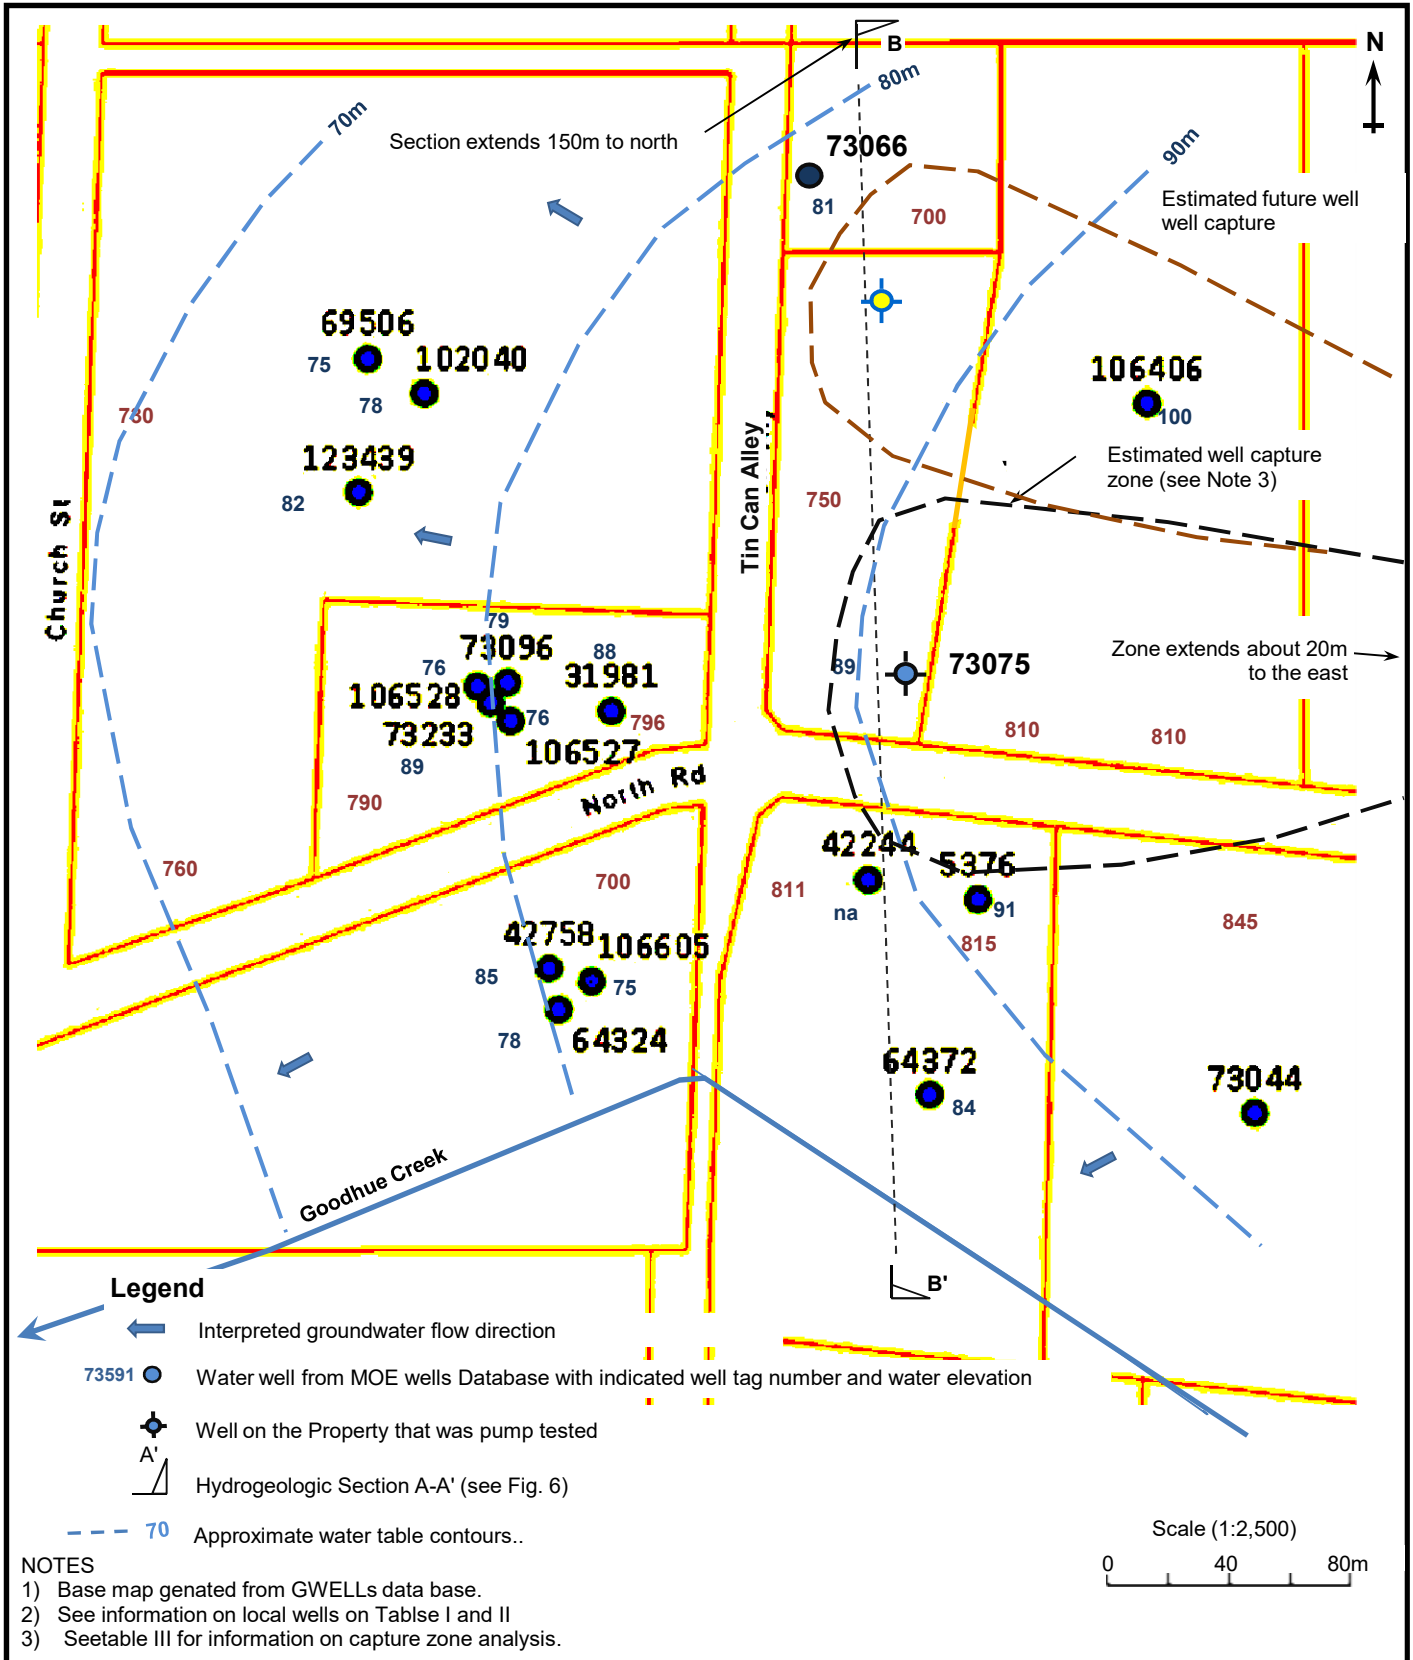 B
N
80m
70m
Section extends 150m to north
73066
90m
81
700
Estimated future well
well capture
69506
75
102040
78
106406
100
730
123439
82
Estimated well capture
zone (see Note 3)
750
Tin Can Alley
Church St
79
73096
76
88
31981
106528
73233
76
796
106527
89
790
89
73075
Zone extends about 20m
to the east
810
810
North Rd
760
700
42244
na
811
5376
91
815
845
42758
106605
85
75
64324
78
64372
84
73044
Goodhue Creek
B'
Legend
Interpreted groundwater flow direction
73591
Water well from MOE wells Database with indicated well tag number and water elevation
Well on the Property that was pump tested
A'
Hydrogeologic Section A-A' (see Fig. 6)
70
Approximate water table contours..
Scale (1:2,500)
0 40 80m
NOTES
1) Base map genated from GWELLs data base.
2) See information on local wells on Tablse I and II
3) Seetable III for information on capture zone analysis.